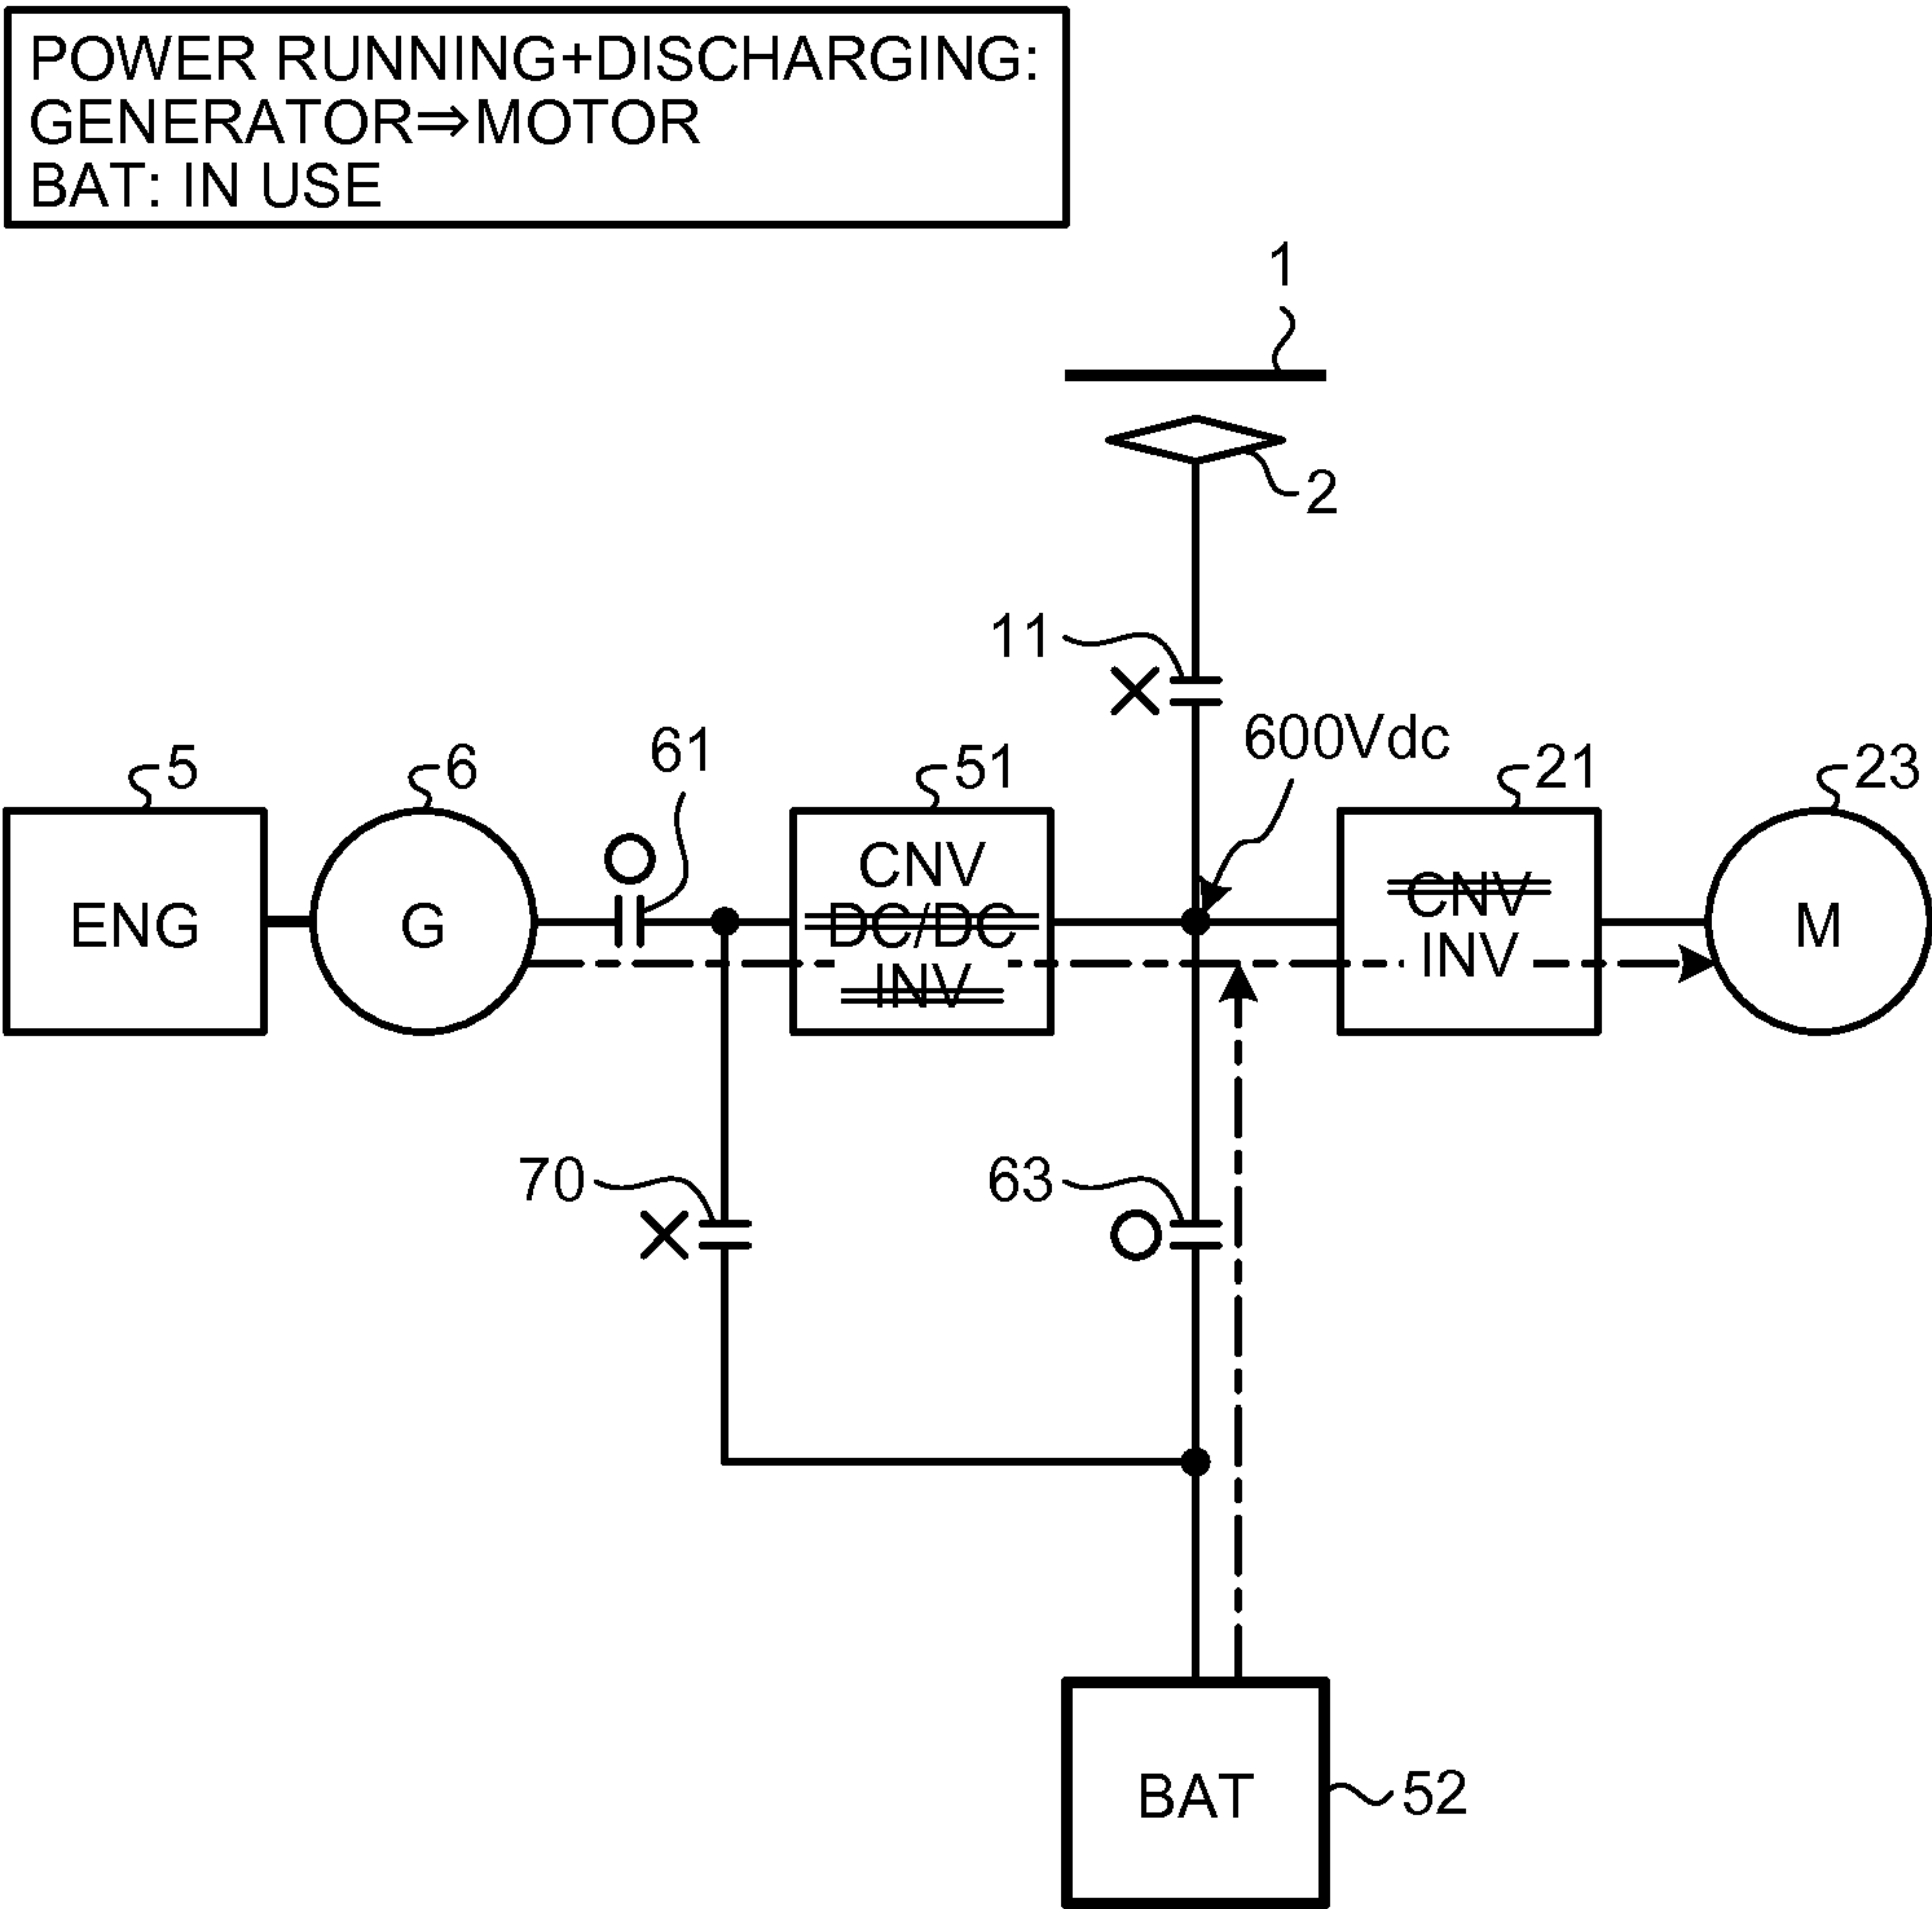 POWER RUNNING+DISCHARGING:
GENERATOR⇒MOTOR
BAT: IN USE
1
2
11
600Vdc
5
6
61
51
21
23
ENG
G
CNV
DC/DC
INV
CNV
INV
M
70
63
BAT
52